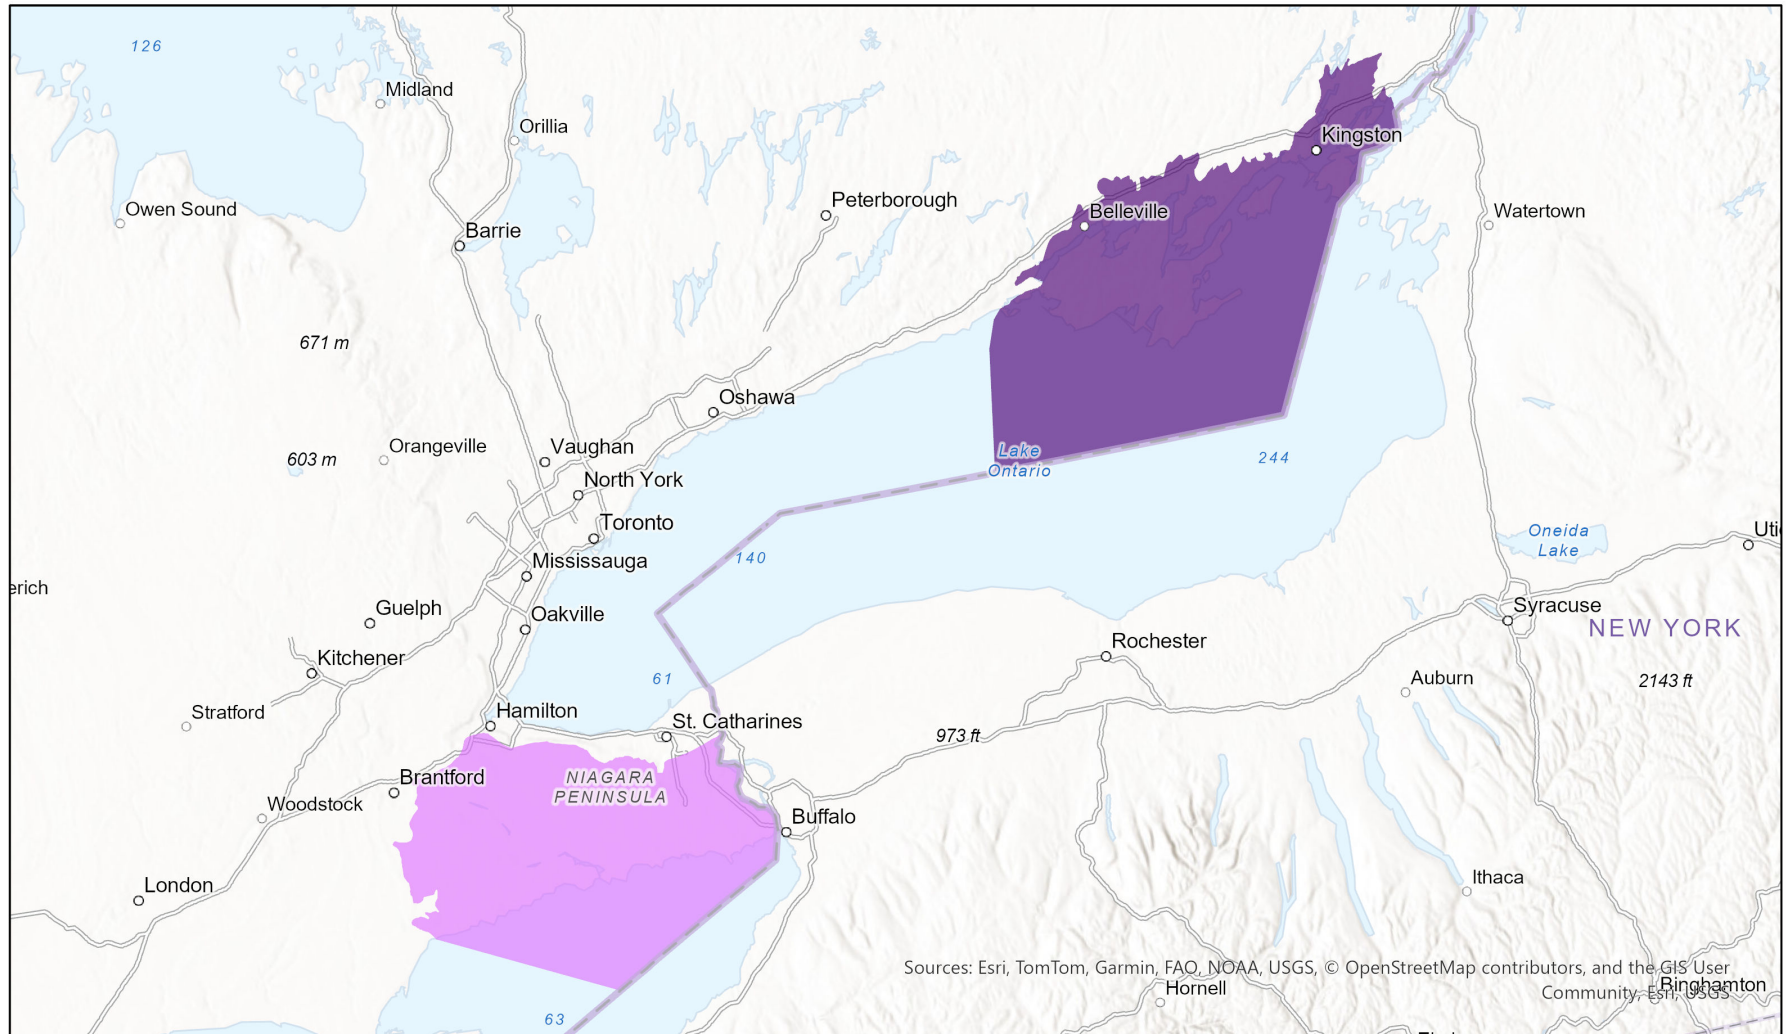 126
Midland
Orillia
Kingston
Peterborough
Owen Sound
Belleville
Watertown
Barrie
671 m
Oshawa
Orangeville
Vaughan
603 m
Lake
Ontario
244
North York
Toronto
Oneida
Lake
Uti
140
Mississauga
erich
Guelph
Oakville
Syracuse
NEW YORK
Rochester
Kitchener
61
Auburn
2143 ft
Stratford
Hamilton
St. Catharines
973 ft
Brantford
NIAGARA
PENINSULA
Woodstock
Buffalo
London
Ithaca
Sources: Esri, TomTom, Garmin, FAO, NOAA, USGS, © OpenStreetMap contributors, and the GIS User
Community, Esri, USGS
Hornell
Binghamton
63